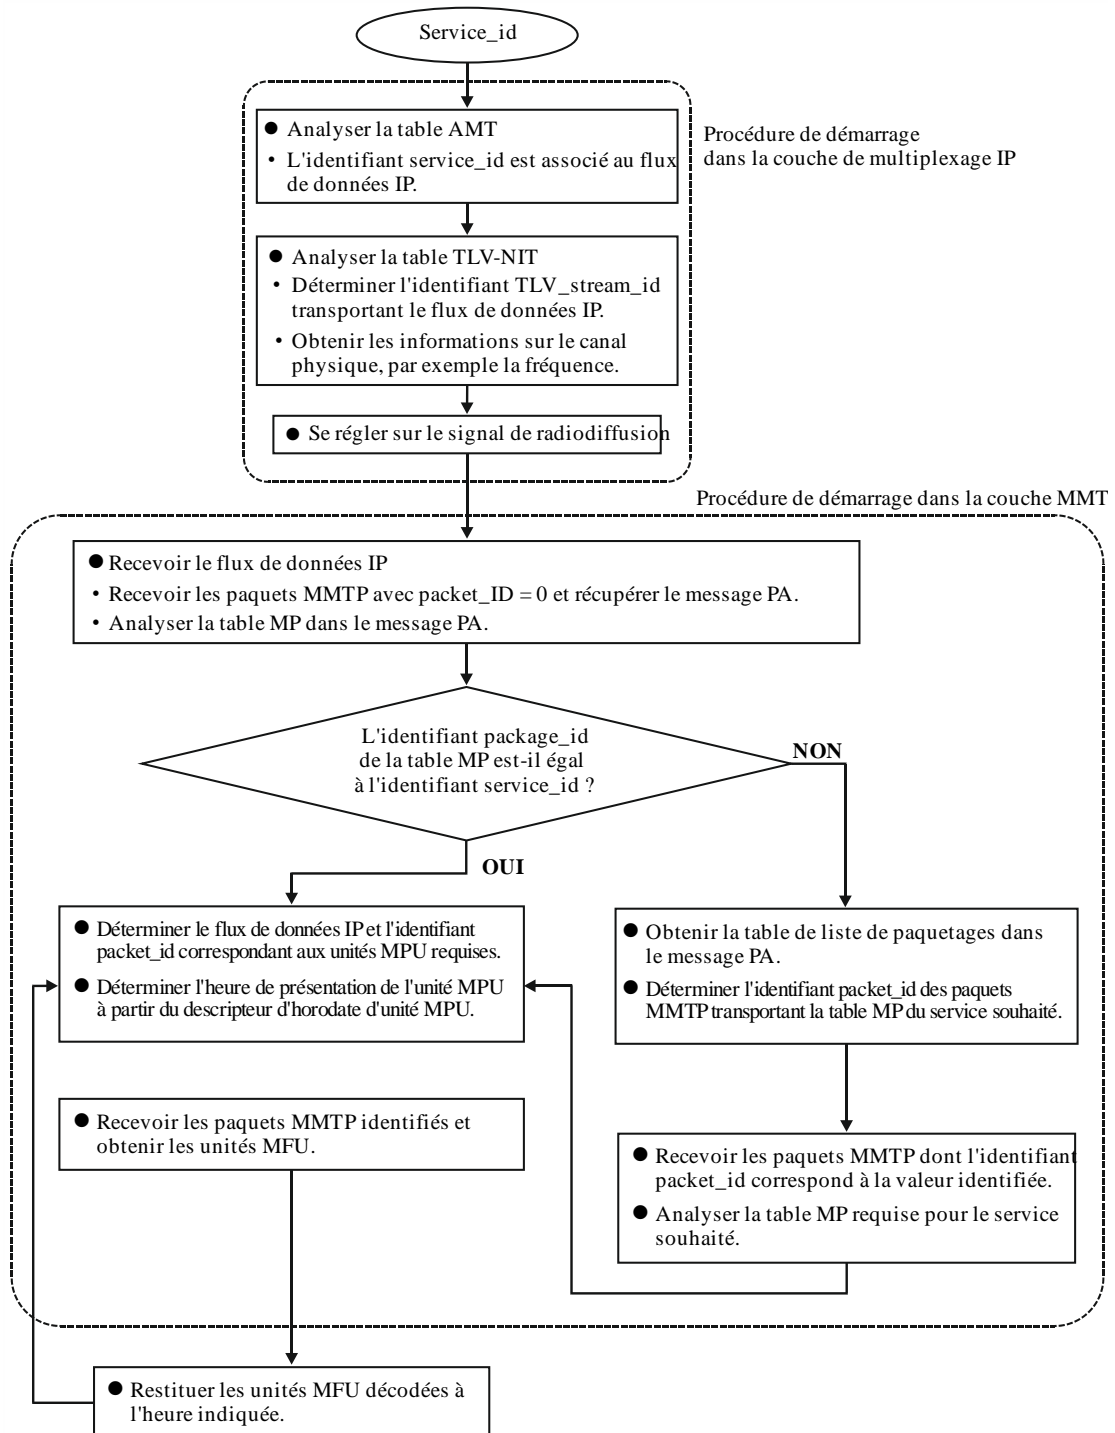 Service_id
● Analyser la table AMT
• L'identifiant service_id est associé au flux
de données IP.
Procédure de démarrage
dans la couche de multiplexage IP
● Analyser la table TLV-NIT
• Déterminer l'identifiant TLV_stream_id
transportant le flux de données IP.
• Obtenir les informations sur le canal
physique, par exemple la fréquence.
● Se régler sur le signal de radiodiffusion
Procédure de démarrage dans la couche MMT
● Recevoir le flux de données IP
• Recevoir les paquets MMTP avec packet_ID = 0 et récupérer le message PA.
• Analyser la table MP dans le message PA.
L'identifiant package_id
de la table MP est-il égal
à l'identifiant service_id ?
NON
OUI
● Déterminer le flux de données IP et l'identifiant
packet_id correspondant aux unités MPU requises.
● Déterminer l'heure de présentation de l'unité MPU
à partir du descripteur d'horodate d'unité MPU.
● Obtenir la table de liste de paquetages dans
le message PA.
● Déterminer l'identifiant packet_id des paquets
MMTP transportant la table MP du service souhaité.
● Recevoir les paquets MMTP identifiés et
obtenir les unités MFU.
● Recevoir les paquets MMTP dont l'identifiant
packet_id correspond à la valeur identifiée.
● Analyser la table MP requise pour le service
souhaité.
● Restituer les unités MFU décodées à
l'heure indiquée.